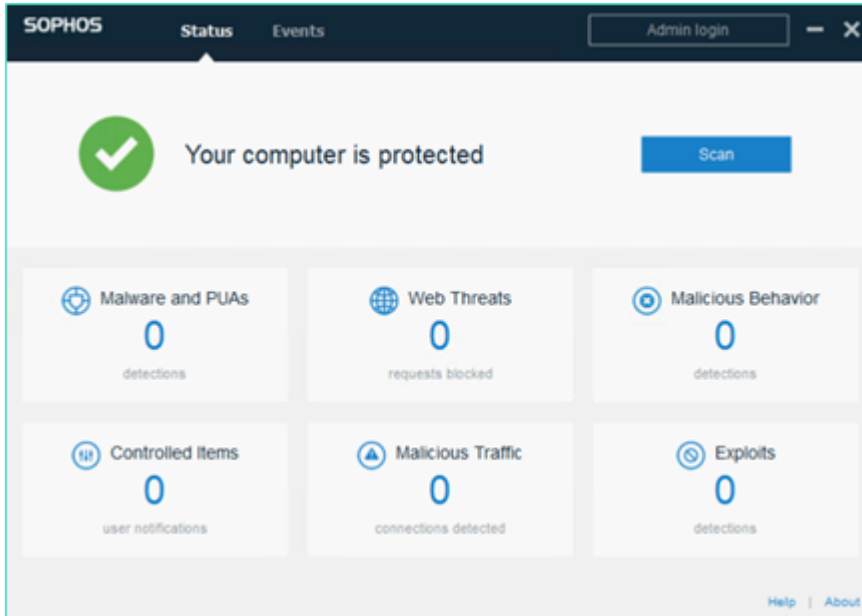 SOPHOS Status Events Admin login
Your computer is protected Scan
Malware and PUAs Web Threats Malicious Behavior
0 0 0
detections requests blocked detections
Controlled Items Malicious Traffic Exploits
0 0 0
user notifications connections detected detections
Help | About